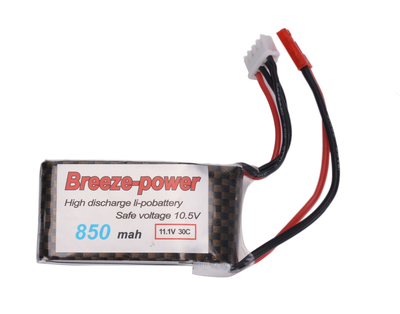 Breeze-power
High discharge li-pobattery
Safe voltage 10.5V
850 mah
11.1V 30C